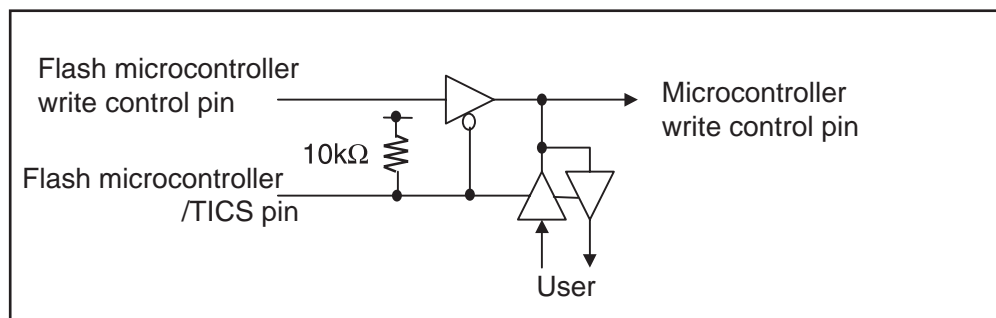 Flash microcontroller
write control pin
Microcontroller
write control pin
10kΩ
Flash microcontroller
/TICS pin
User